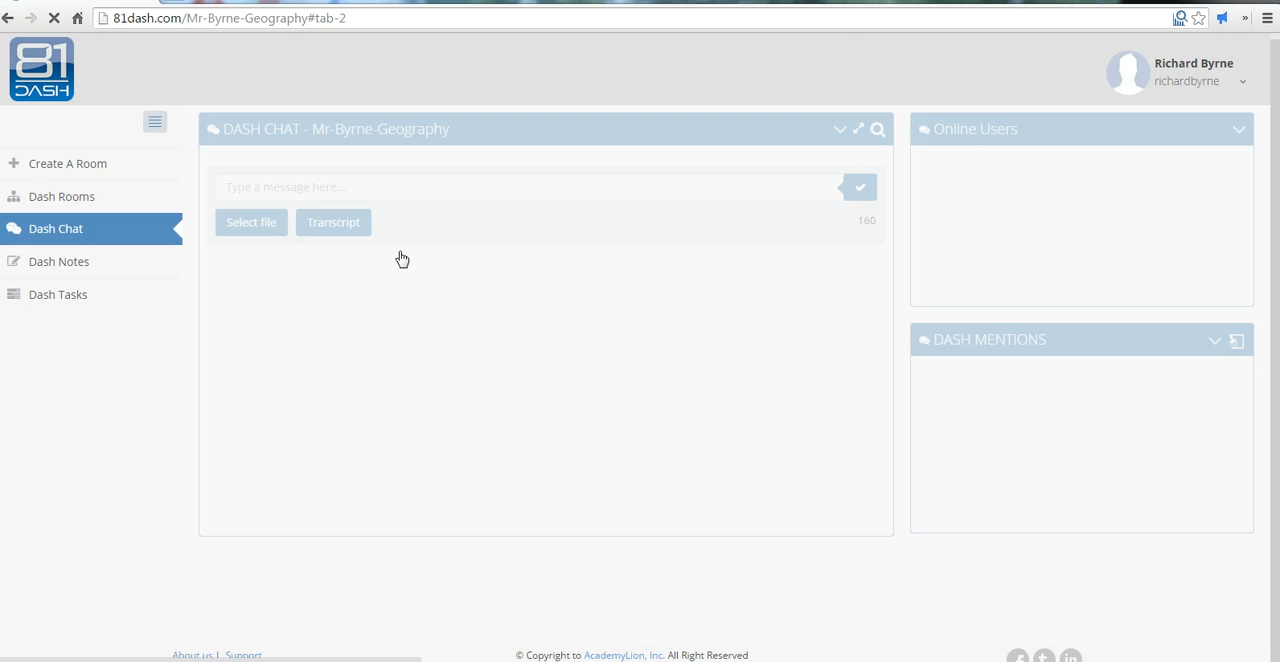 81dash.com/Mr-Byrne-Geography#tab-2
81
DASH
Richard Byrne
richardbyrne
Create A Room
Dash Rooms
Dash Chat
Dash Notes
Dash Tasks
DASH CHAT - Mr-Byrne-Geography
Type a message here...
Select file
Transcript
160
Online Users
DASH MENTIONS
About us | Support
© Copyright to AcademyLion, Inc. All Right Reserved